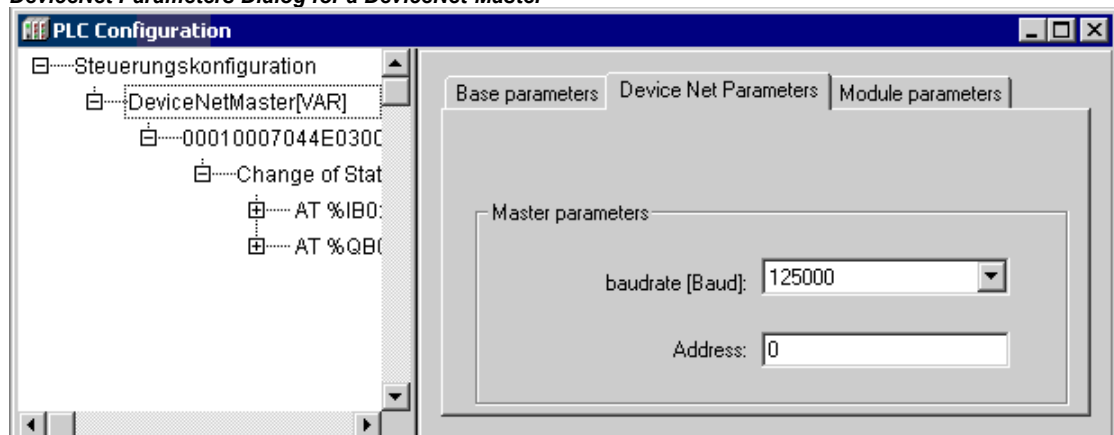 DeviceNet Parameters Dialog for a DeviceNet-Master
PLC Configuration
Steuerungskonfiguration
DeviceNetMaster[VAR]
00010007044E0300
Change of Stat
AT %IB0:
AT %QB(
Base parameters
Device Net Parameters
Module parameters
Master parameters
baudrate [Baud]:
125000
Address:
0